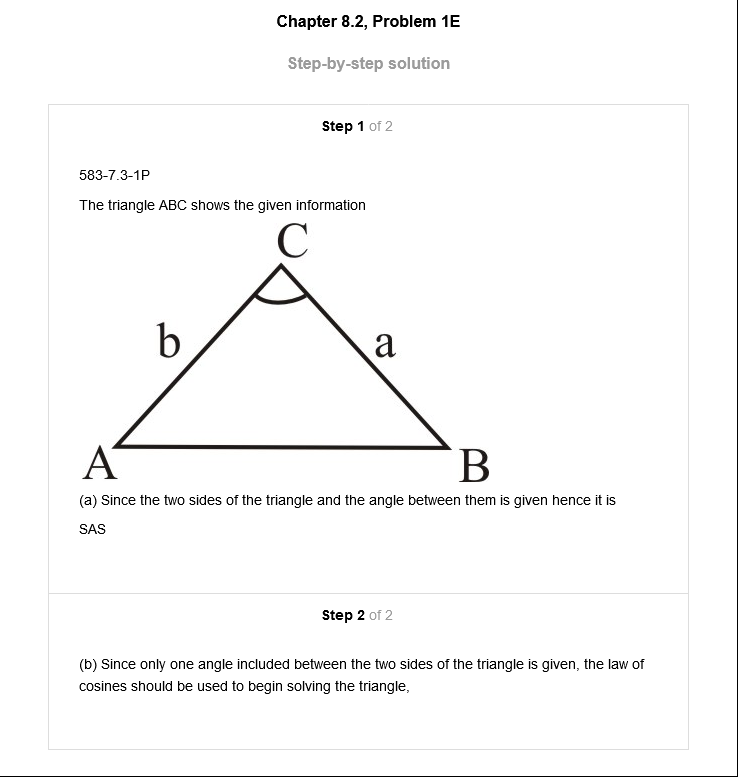 Chapter 8.2, Problem 1E
Step-by-step solution
Step 1 of 2
583-7.3-1P
The triangle ABC shows the given information
C
b
a
A
B
(a) Since the two sides of the triangle and the angle between them is given hence it is
SAS
Step 2 of 2
(b) Since only one angle included between the two sides of the triangle is given, the law of
cosines should be used to begin solving the triangle,